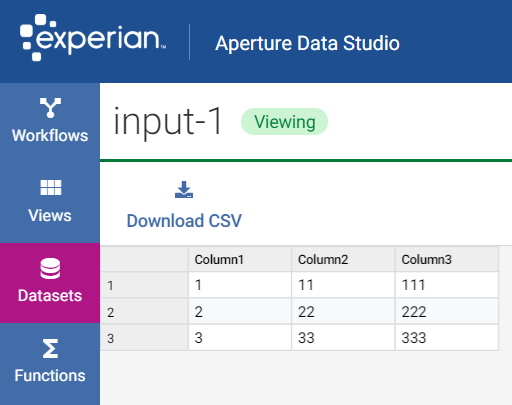 experian™ Aperture Data Studio
Workflows
Views
Datasets
Functions
input-1 Viewing
Download CSV
Column1 Column2 Column3
1 1 11 111
2 2 22 222
3 3 33 333